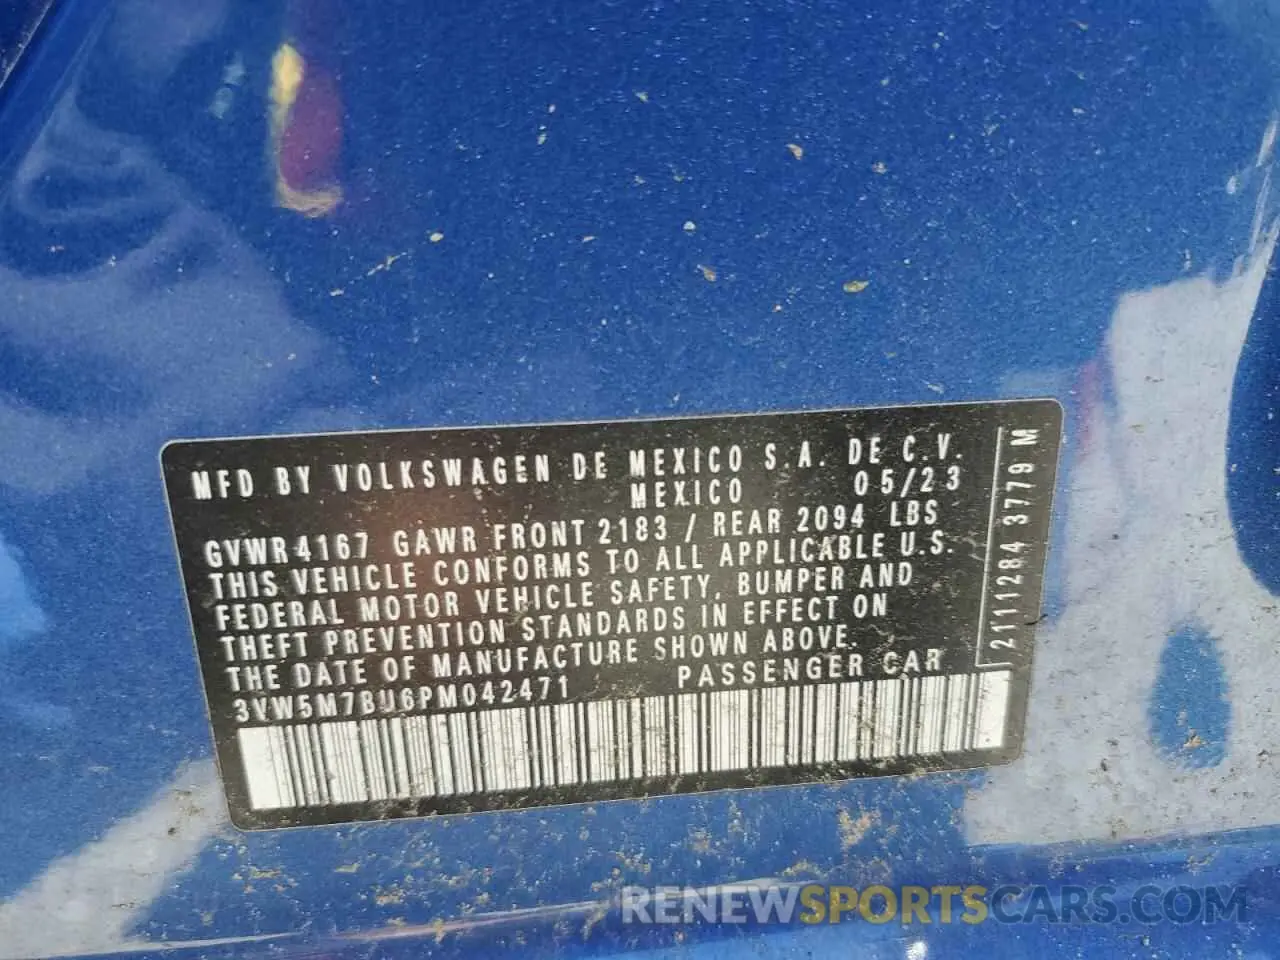 MFD BY VOLKSWAGEN DE MEXICO S.A. DE C.V.
MEXICO 05/23
GVWR 4167 GAWR FRONT 2183 / REAR 2094 LBS
THIS VEHICLE CONFORMS TO ALL APPLICABLE U.S.
FEDERAL MOTOR VEHICLE SAFETY, BUMPER AND
THEFT PREVENTION STANDARDS IN EFFECT ON
THE DATE OF MANUFACTURE SHOWN ABOVE.
3VW5M7BU6PM042471 PASSENGER CAR
2111284 3779 M
RENEWSPORTSCARS.COM